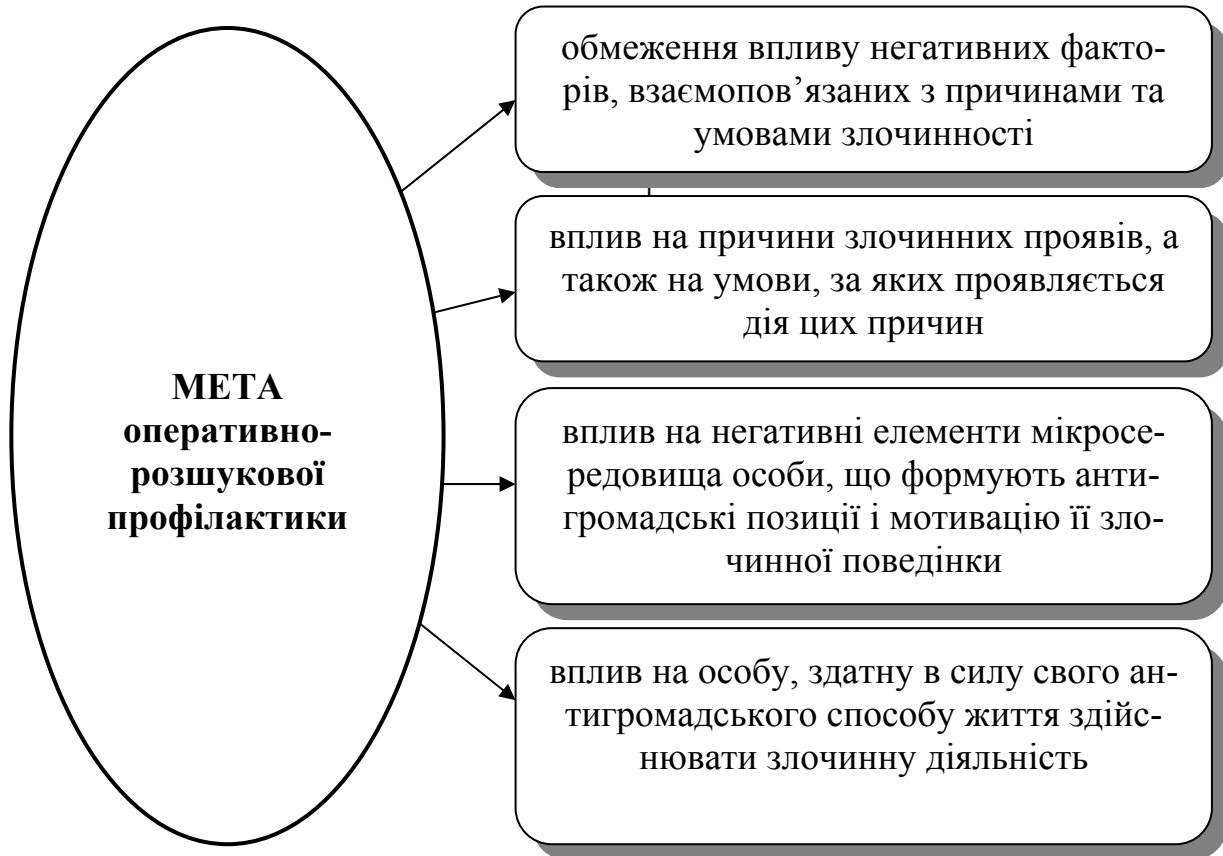 МЕТА
оперативно-
розшукової
профілактики
обмеження впливу негативних факто-
рів, взаємопов’язаних з причинами та
умовами злочинності
вплив на причини злочинних проявів, а
також на умови, за яких проявляється
дія цих причин
вплив на негативні елементи мікросе-
редовища особи, що формують анти-
громадські позиції і мотивацію її зло-
чинної поведінки
вплив на особу, здатну в силу свого ан-
тигромадського способу життя здійс-
нювати злочинну діяльність